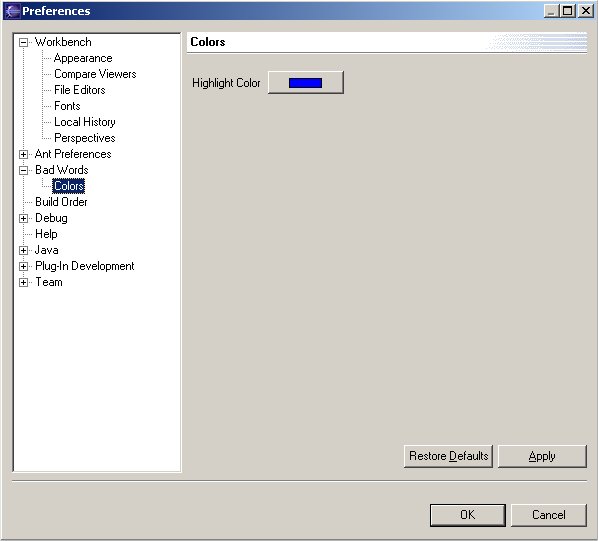 Preferences
Workbench
Appearance
Compare Viewers
File Editors
Fonts
Local History
Perspectives
Ant Preferences
Bad Words
Colors
Build Order
Debug
Help
Java
Plug-In Development
Team
Colors
Highlight Color
Restore Defaults
Apply
OK
Cancel